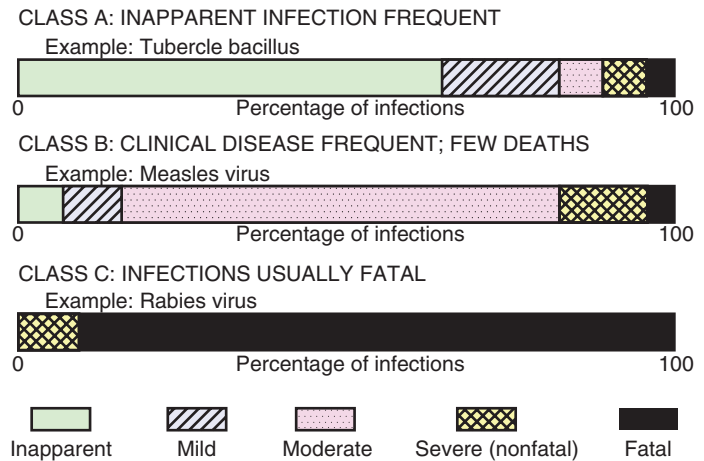 CLASS A: INAPPARENT INFECTION FREQUENT
Example: Tubercle bacillus
0 Percentage of infections 100
CLASS B: CLINICAL DISEASE FREQUENT; FEW DEATHS
Example: Measles virus
0 Percentage of infections 100
CLASS C: INFECTIONS USUALLY FATAL
Example: Rabies virus
0 Percentage of infections 100
Inapparent Mild Moderate Severe (nonfatal) Fatal